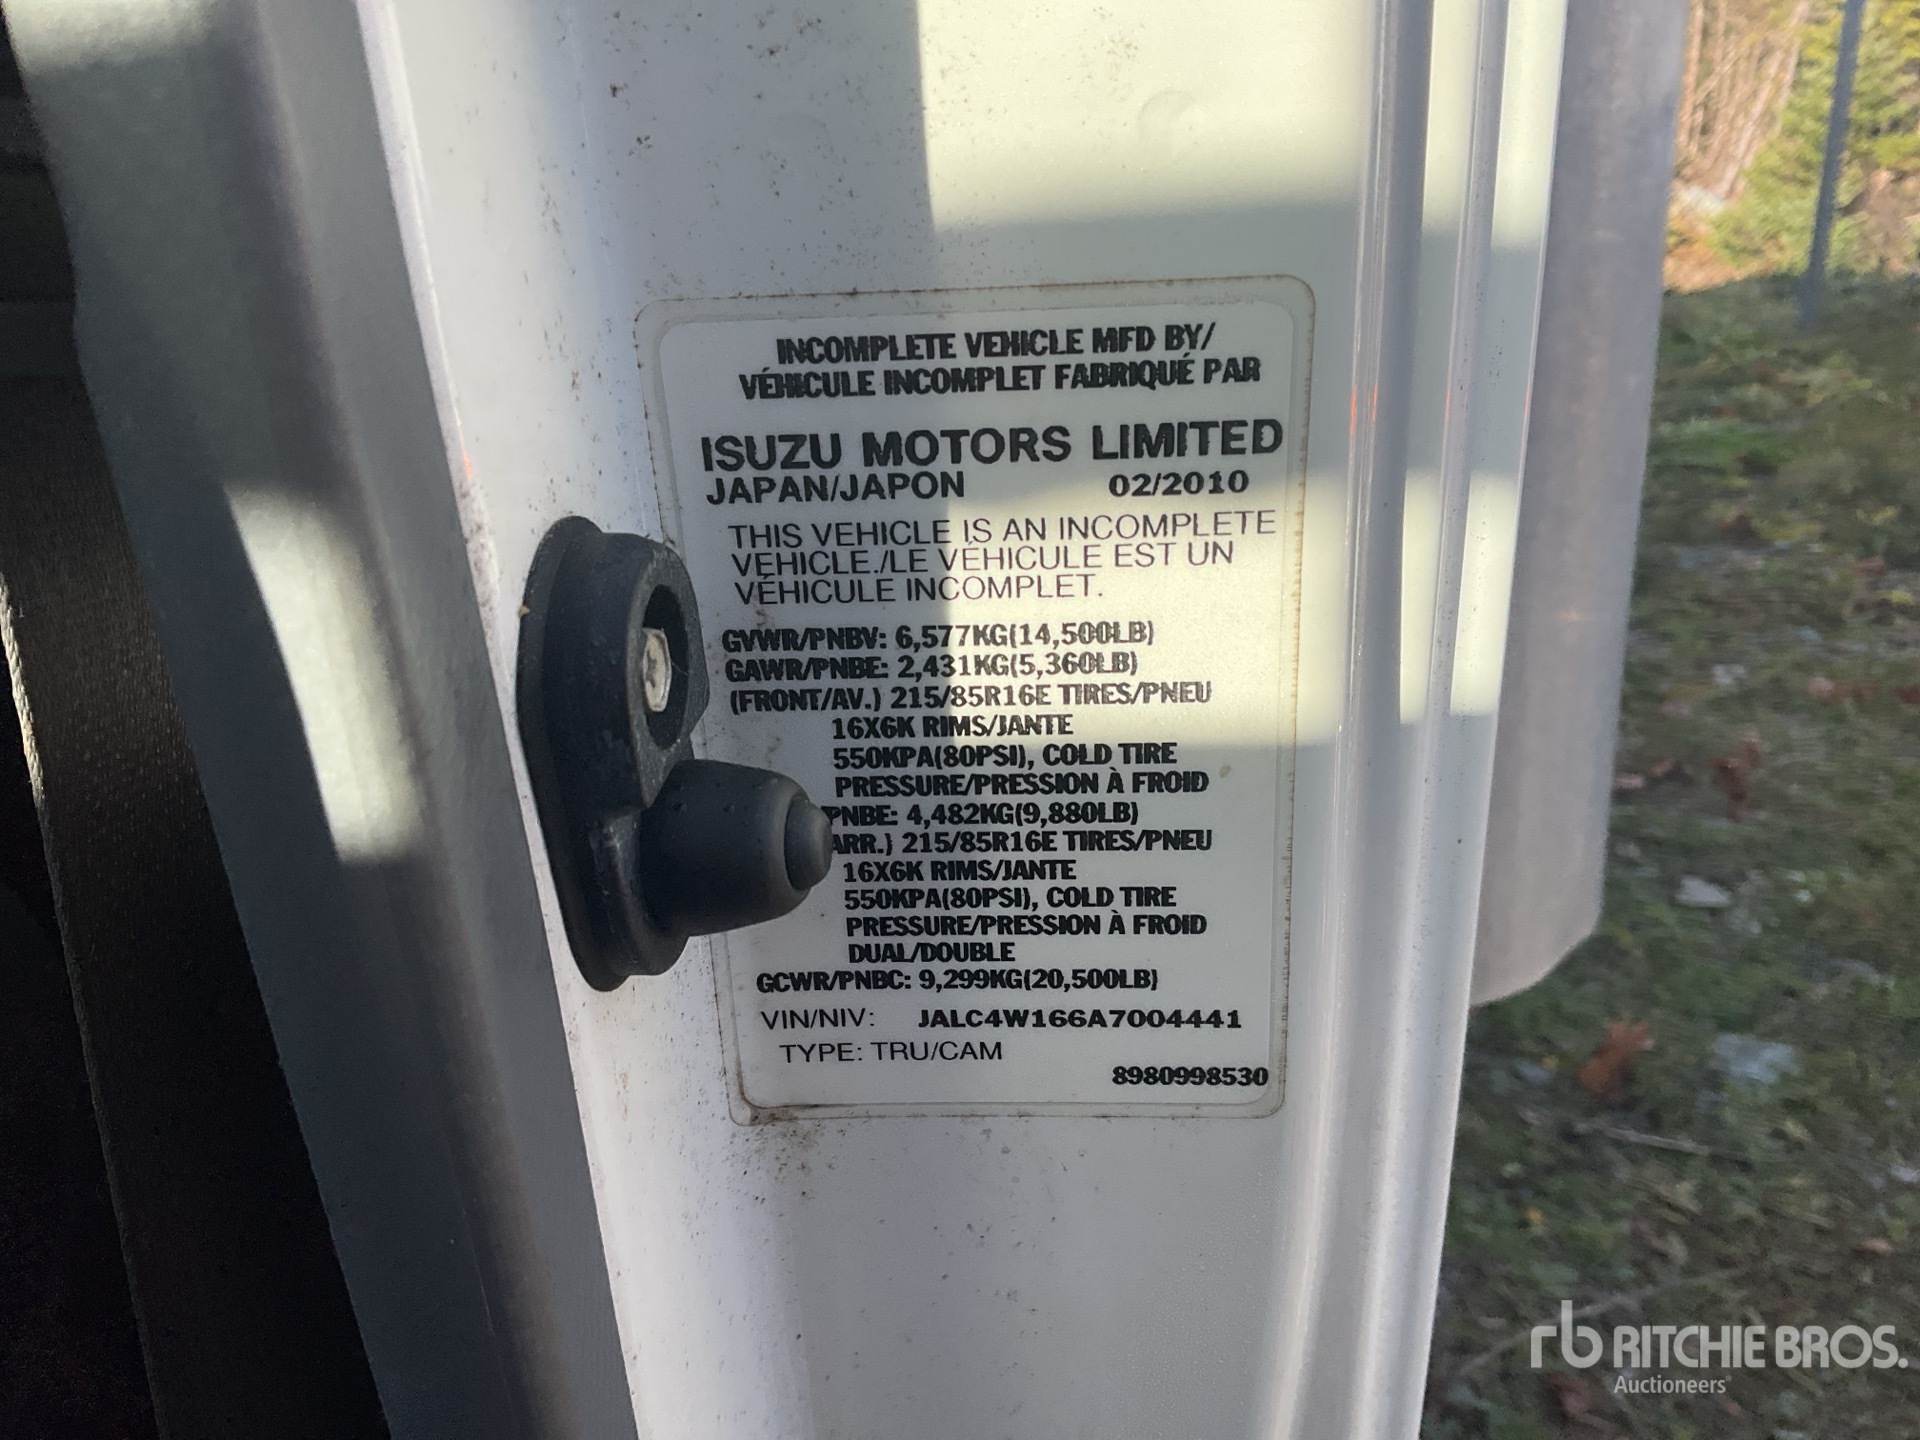 INCOMPLETE VEHICLE MFD BY/
VÉHICULE INCOMPLET FABRIQUÉ PAR
ISUZU MOTORS LIMITED
JAPAN/JAPON 02/2010
THIS VEHICLE IS AN INCOMPLETE
VEHICLE./LE VÉHICULE EST UN
VÉHICULE INCOMPLET.
GVWR/PNBV: 6,577KG(14,500LB)
GAWR/PNBE: 2,431KG(5,360LB)
(FRONT/AV.) 215/85R16E TIRES/PNEU
16X6K RIMS/JANTE
550KPA(80PSI), COLD TIRE
PRESSURE/PRESSION À FROID
PNBE: 4,482KG(9,880LB)
ARR.) 215/85R16E TIRES/PNEU
16X6K RIMS/JANTE
550KPA(80PSI), COLD TIRE
PRESSURE/PRESSION À FROID
DUAL/DOUBLE
GCWR/PNBC: 9,299KG(20,500LB)
VIN/NIV: JALC4W166A7004441
TYPE: TRU/CAM
8980998530
rb RITCHIE BROS.
Auctioneers